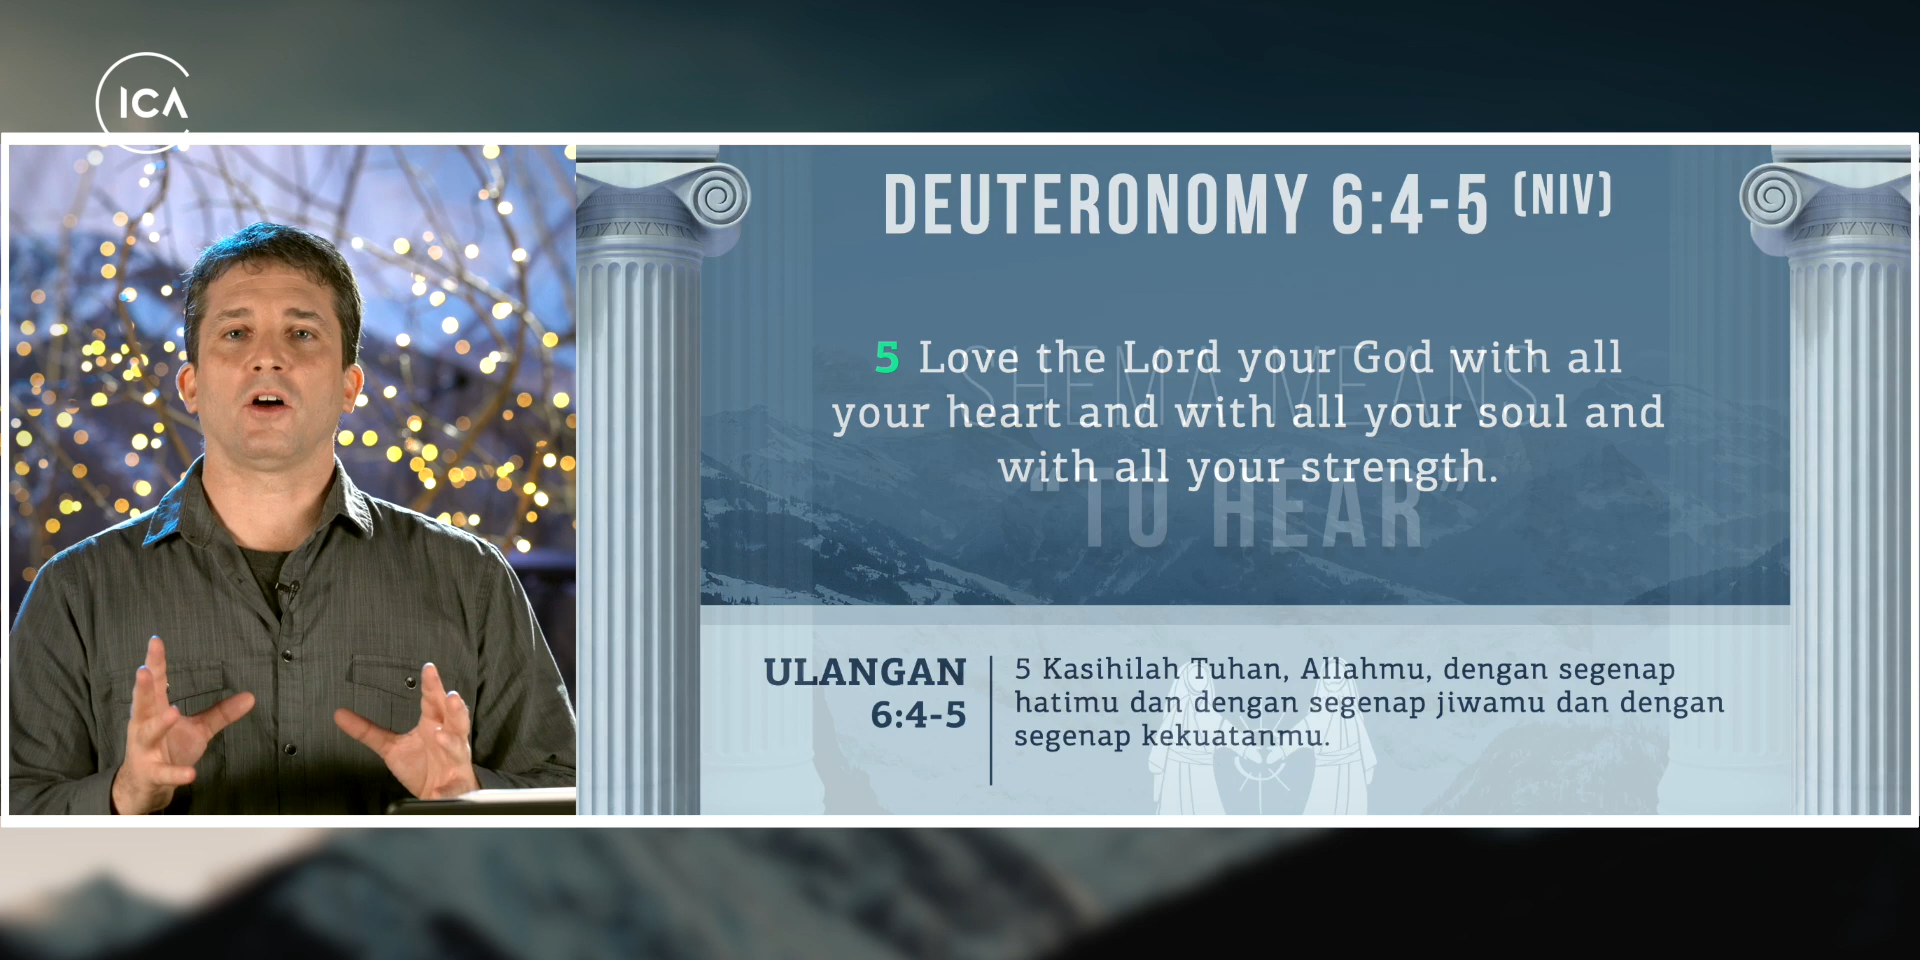 ICA
DEUTERONOMY 6:4-5 (NIV)
5 Love the Lord your God with all
your heart and with all your soul and
with all your strength.
SHEMA MEANS
"TO HEAR"
ULANGAN
6:4-5
5 Kasihilah Tuhan, Allahmu, dengan segenap
hatimu dan dengan segenap jiwamu dan dengan
segenap kekuatanmu.